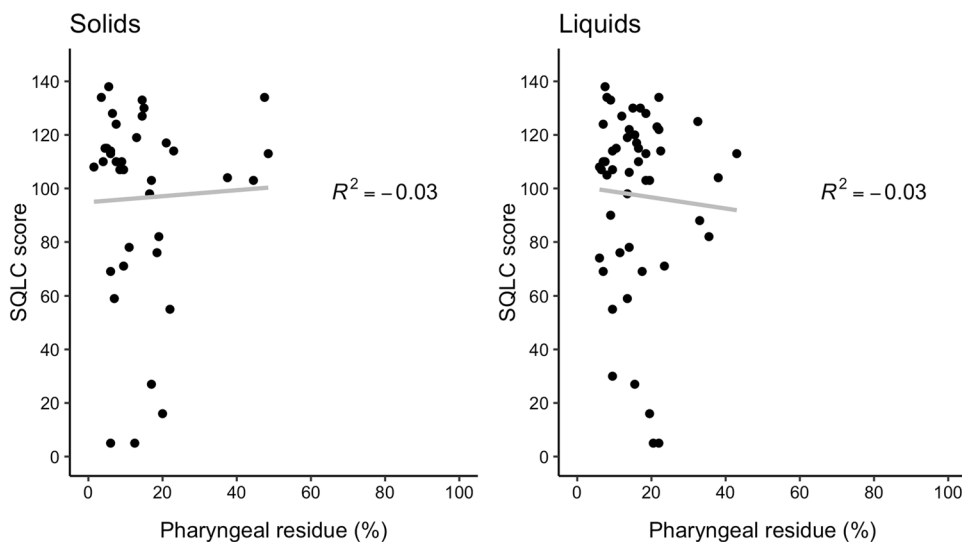 Solids
SQLC score
140
120
100
80
60
40
20
0
R² = −0.03
0 20 40 60 80 100
Pharyngeal residue (%)
Liquids
SQLC score
140
120
100
80
60
40
20
0
R² = −0.03
0 20 40 60 80 100
Pharyngeal residue (%)